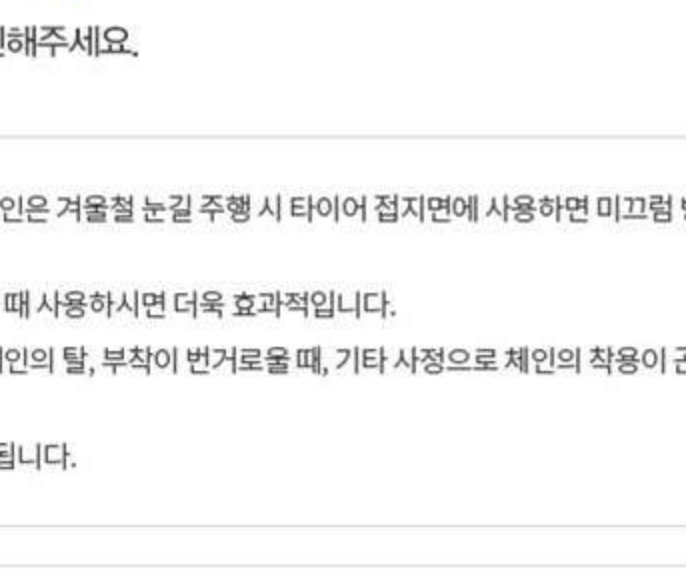 해주세요.
인은 겨울철 눈길 주행 시 타이어 접지면에 사용하면 미끄럼
때 사용하시면 더욱 효과적입니다.
체인의 탈, 부착이 번거로울 때, 기타 사정으로 체인의 착용이
됩니다.